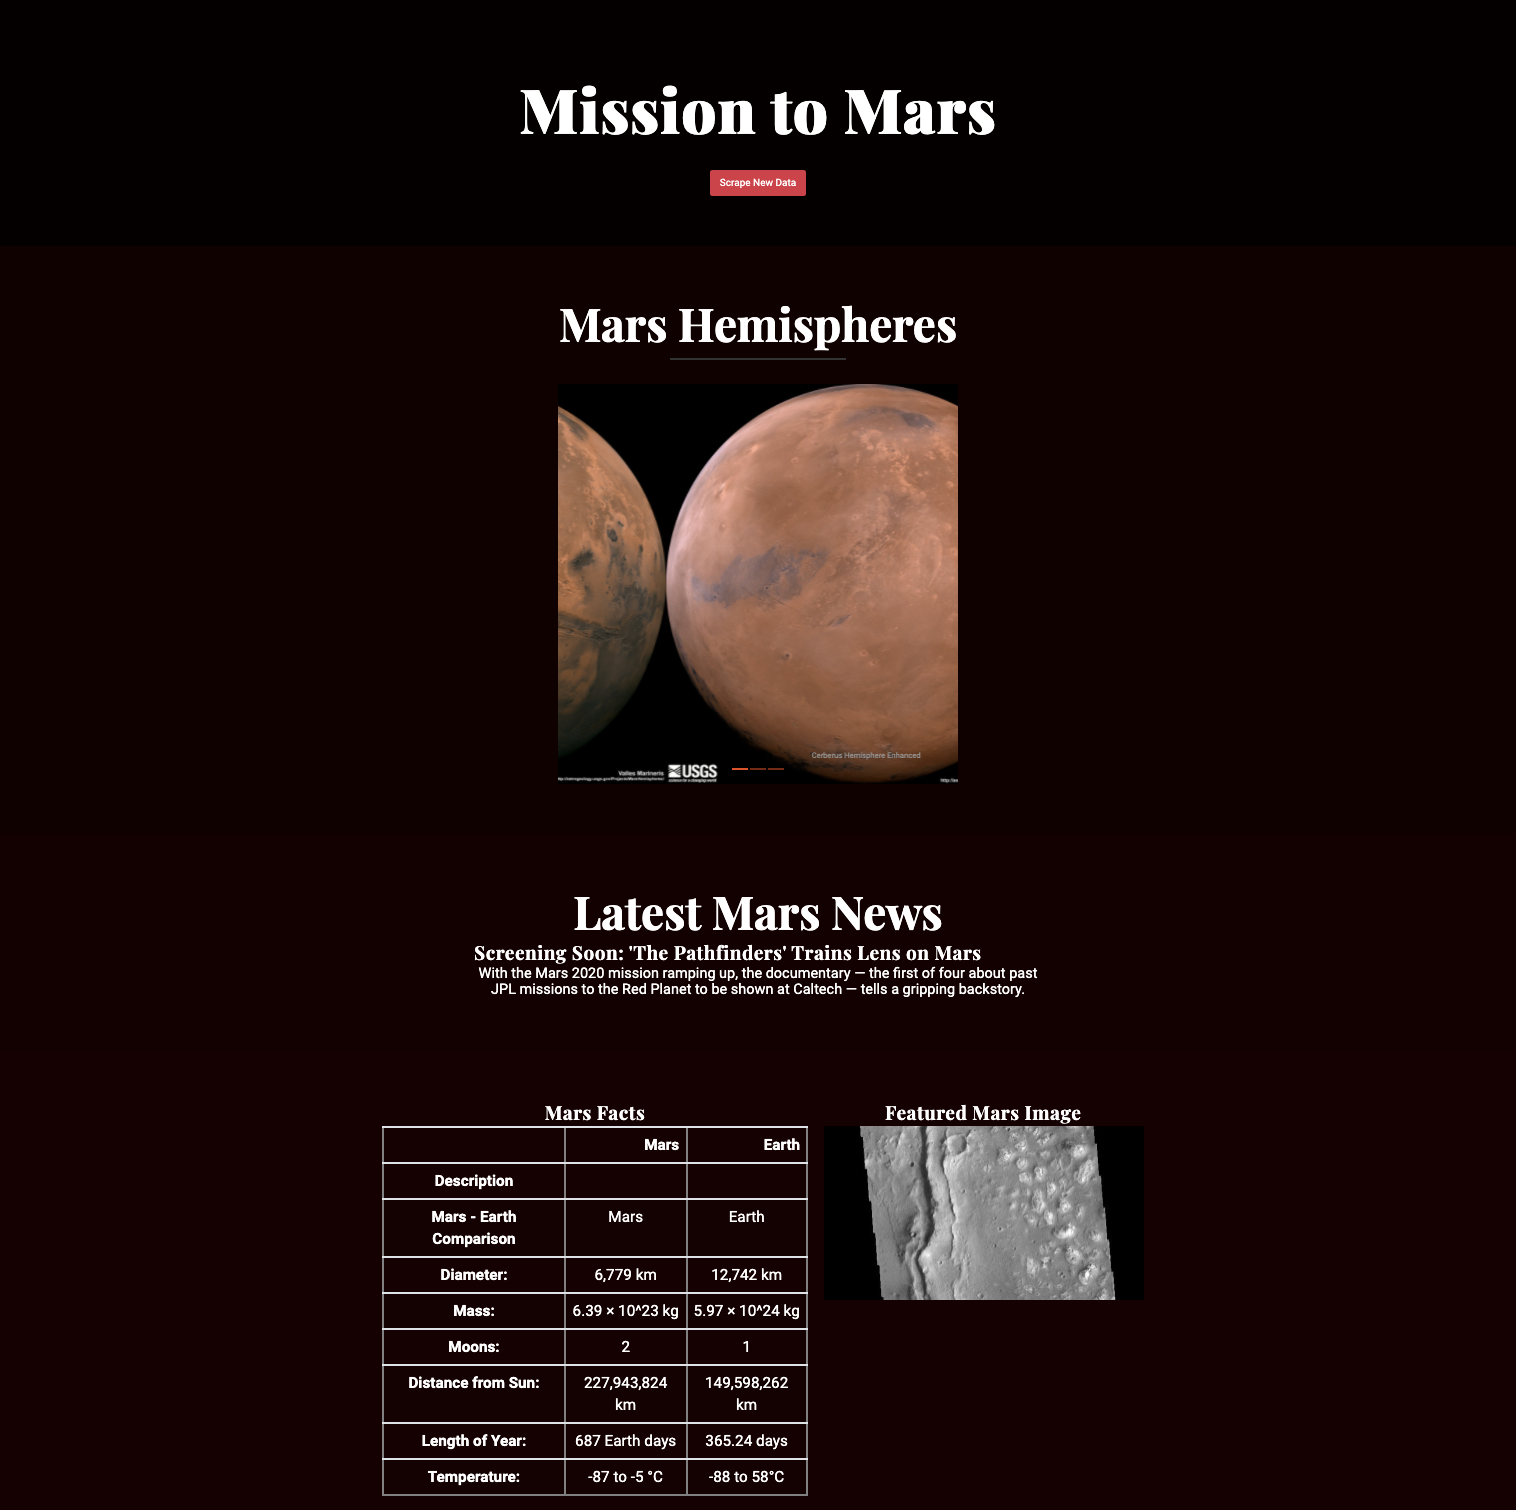 Mission to Mars
Scrape New Data
Mars Hemispheres
Cerberus Hemisphere Enhanced
Valles Marineris
USGS
science for a changing world
Latest Mars News
Screening Soon: 'The Pathfinders' Trains Lens on Mars
With the Mars 2020 mission ramping up, the documentary — the first of four about past
JPL missions to the Red Planet to be shown at Caltech — tells a gripping backstory.
Mars Facts
Mars Earth
Description
Mars - Earth Mars Earth
Comparison
Diameter: 6,779 km 12,742 km
Mass: 6.39 × 10^23 kg 5.97 × 10^24 kg
Moons: 2 1
Distance from Sun: 227,943,824 149,598,262
km km
Length of Year: 687 Earth days 365.24 days
Temperature: -87 to -5 °C -88 to 58°C
Featured Mars Image